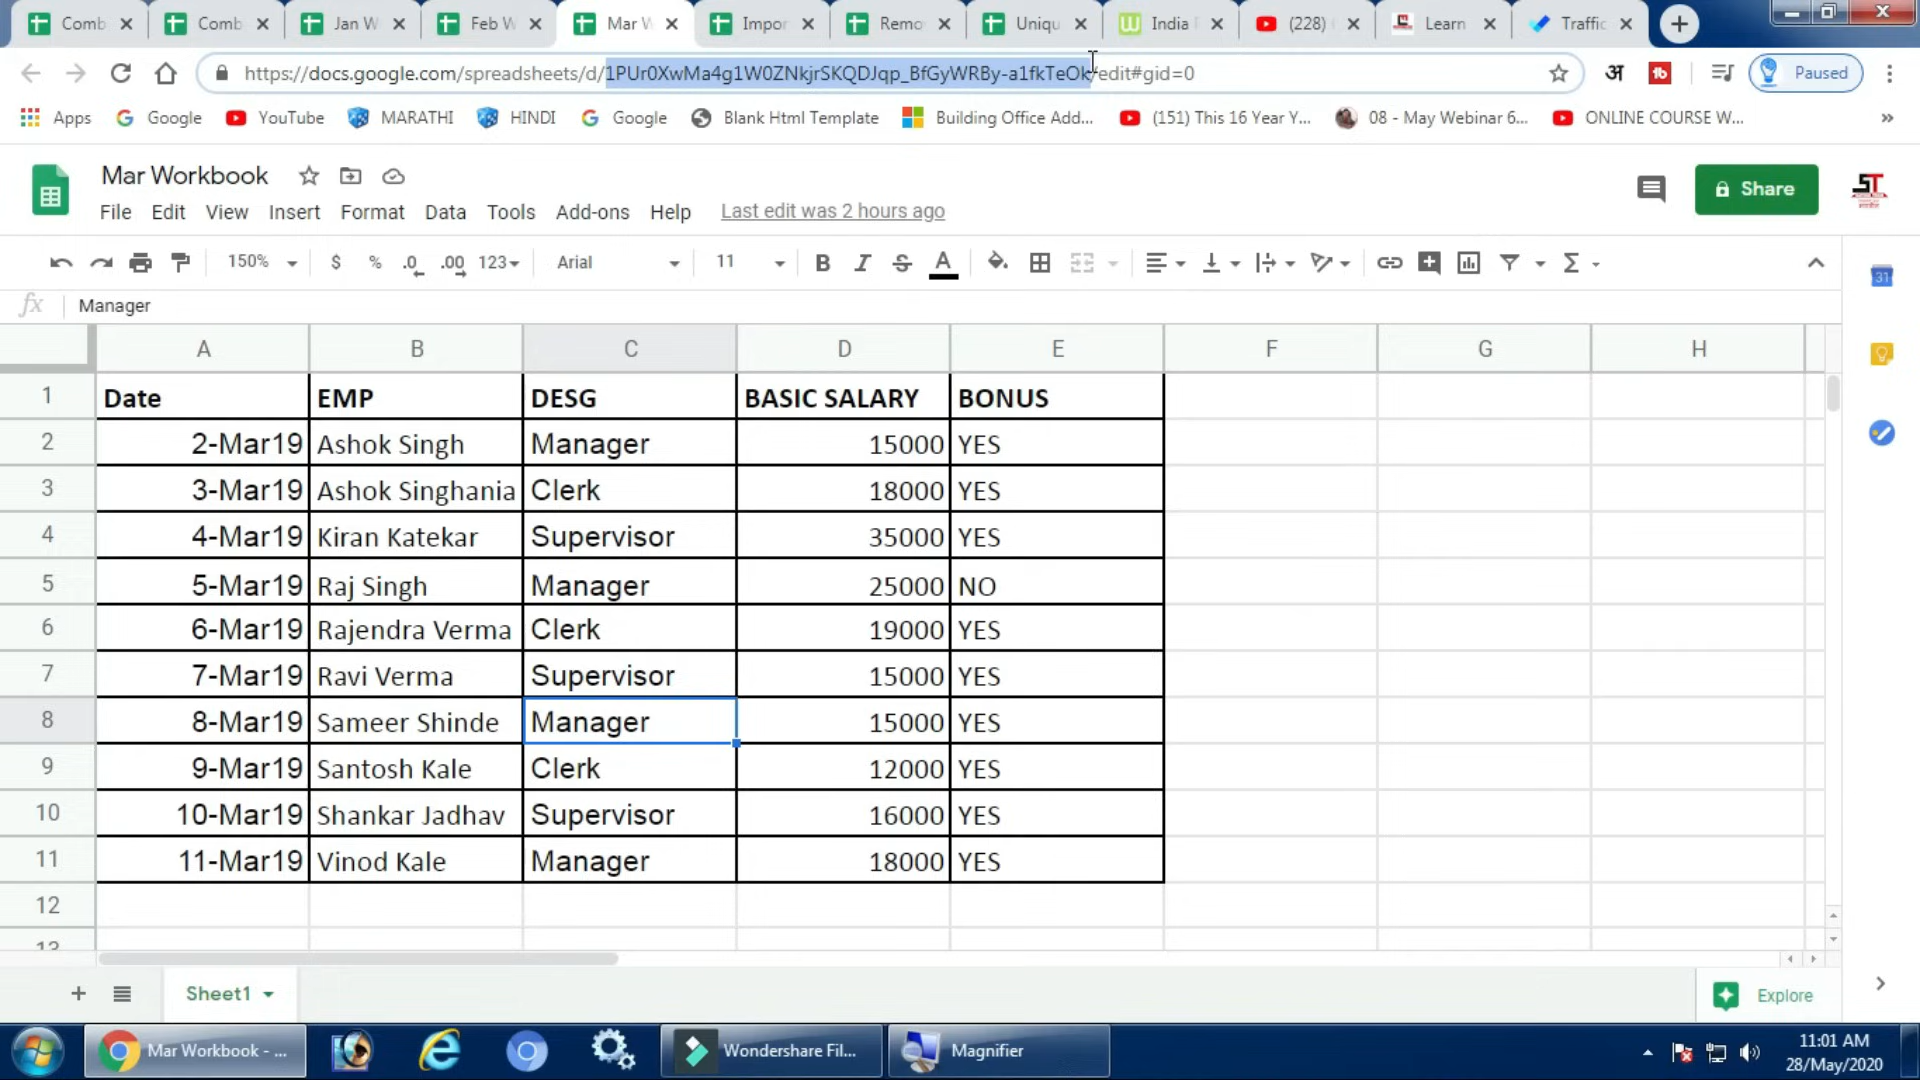 Comb
Comb
Jan W
Feb W
Mar W
Impor
Remo
Uniqu
India
(228)
Learn
Traffic
https://docs.google.com/spreadsheets/d/1PUr0XwMa4g1W0ZNkjrSKQDJqp_BfGyWRBy-a1fkTeOk/edit#gid=0
अ
tb
Paused
Apps
Google
YouTube
MARATHI
HINDI
Google
Blank Html Template
Building Office Add...
(151) This 16 Year Y...
08 - May Webinar 6...
ONLINE COURSE W...
»
Mar Workbook
Share
ST
File Edit View Insert Format Data Tools Add-ons Help Last edit was 2 hours ago
150% $ % .0 .00 123 Arial 11 B I S A Σ
31
fx Manager
A B C D E F G H
1 Date EMP DESG BASIC SALARY BONUS
2 2-Mar19 Ashok Singh Manager 15000 YES
3 3-Mar19 Ashok Singhania Clerk 18000 YES
4 4-Mar19 Kiran Katekar Supervisor 35000 YES
5 5-Mar19 Raj Singh Manager 25000 NO
6 6-Mar19 Rajendra Verma Clerk 19000 YES
7 7-Mar19 Ravi Verma Supervisor 15000 YES
8 8-Mar19 Sameer Shinde Manager 15000 YES
9 9-Mar19 Santosh Kale Clerk 12000 YES
10 10-Mar19 Shankar Jadhav Supervisor 16000 YES
11 11-Mar19 Vinod Kale Manager 18000 YES
12
13
Sheet1
Explore
Mar Workbook - ...
Wondershare Fil...
Magnifier
11:01 AM
28/May/2020